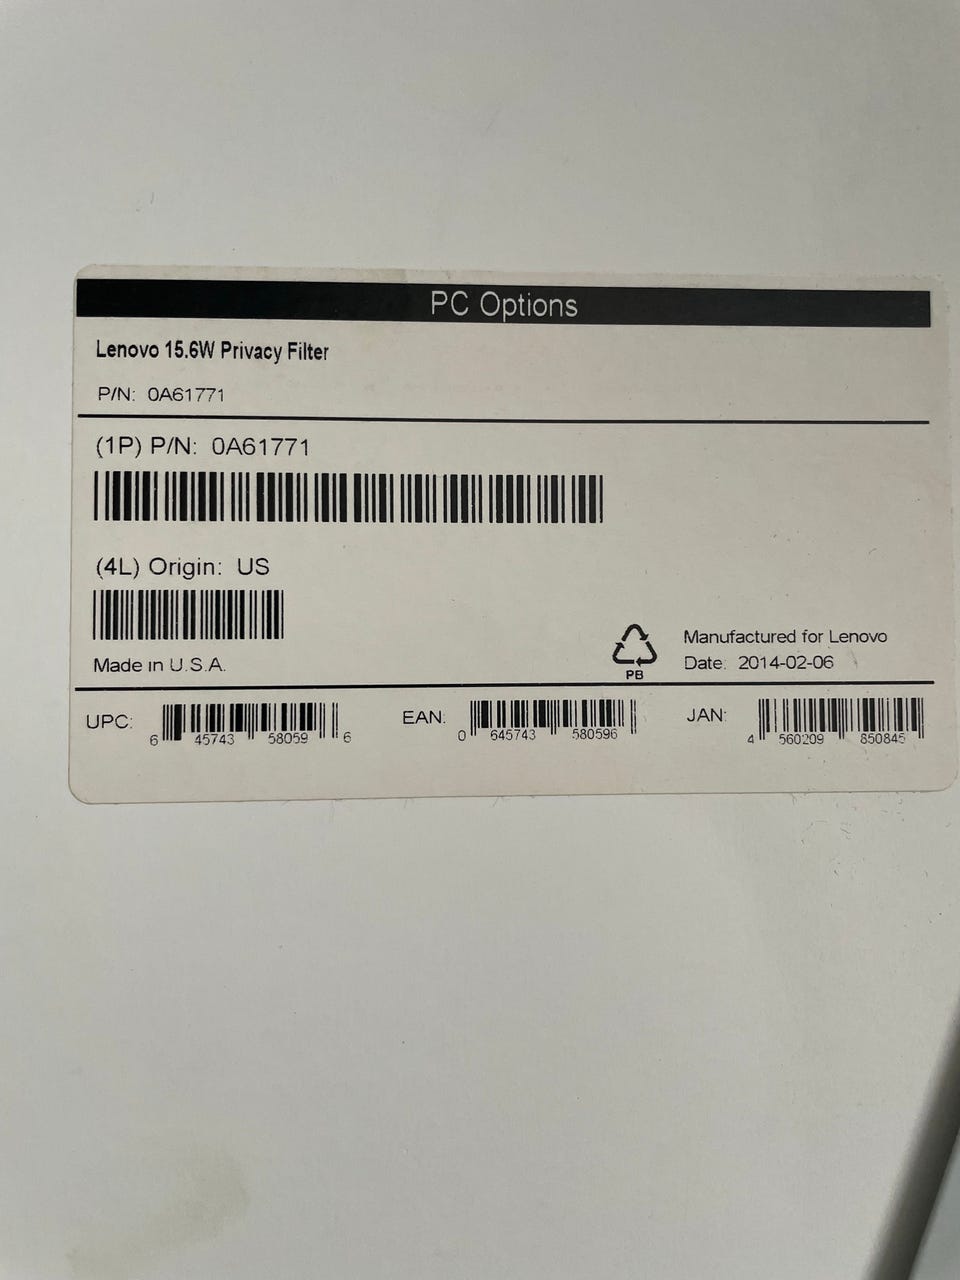 PC Options
Lenovo 15.6W Privacy Filter
P/N: 0A61771
(1P) P/N: 0A61771
(4L) Origin: US
Made in U.S.A.
PB
Manufactured for Lenovo
Date: 2014-02-06
UPC: 6 45743 58059 6
EAN: 0 645743 580596
JAN: 4 560209 850845